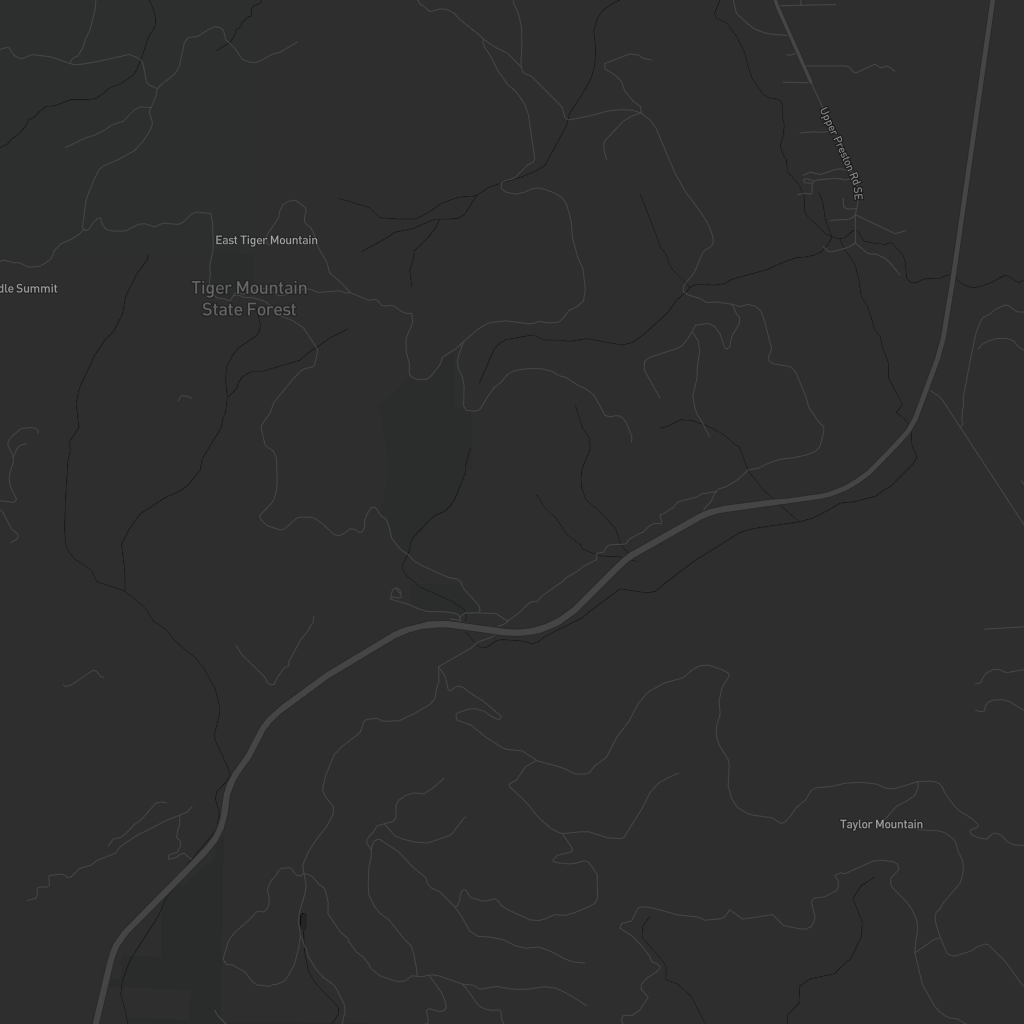 Upper Preston Rd SE
East Tiger Mountain
dle Summit
Tiger Mountain
State Forest
Taylor Mountain